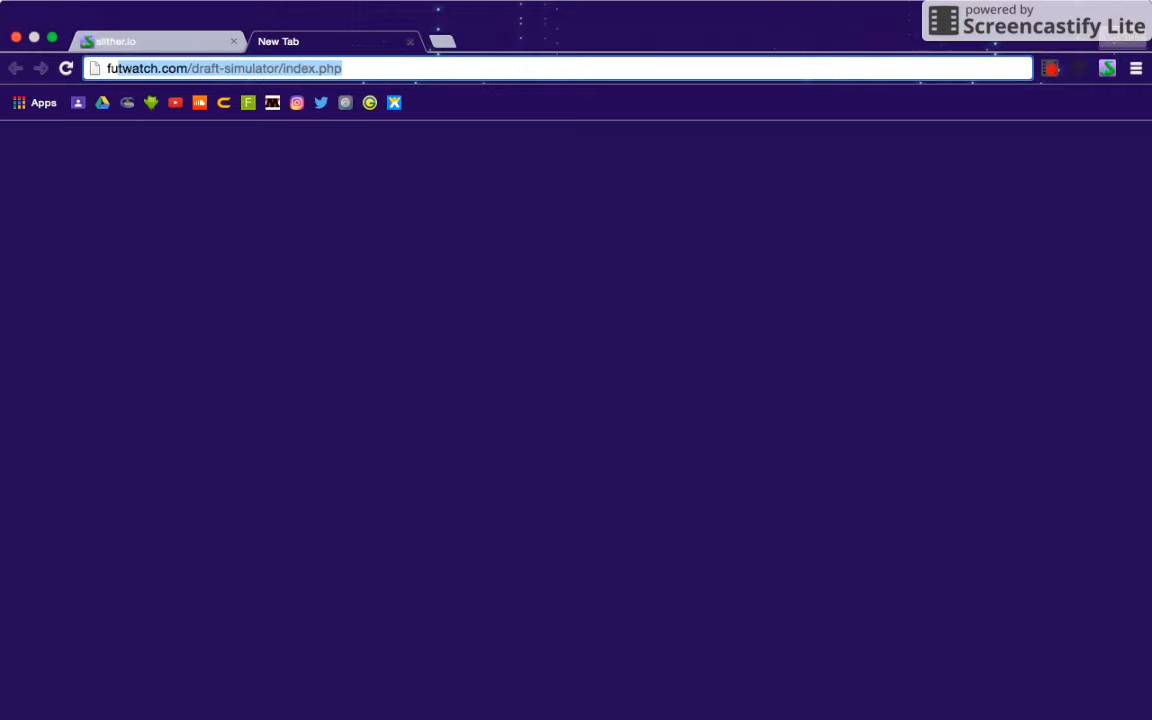 powered by
Screencastify Lite
slither.io
New Tab
futwatch.com/draft-simulator/index.php
Apps